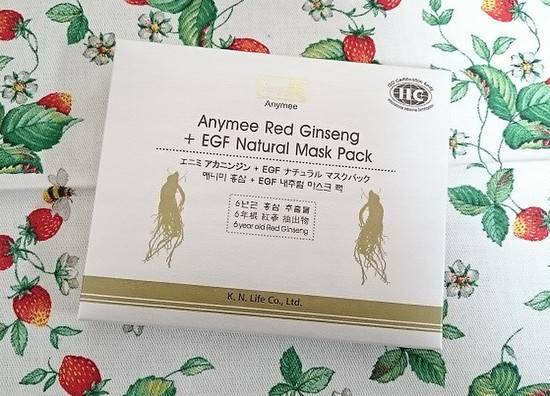 Anymee
IIC
Anymee Red Ginseng
+ EGF Natural Mask Pack
エニミ アカニンジン + EGF ナチュラル マスクパック
애니미 홍삼 + EGF 내추럴 마스크 팩
6년근 홍삼 추출물
6年根 紅蔘 抽出物
6 year old Red Ginseng
K. N. Life Co., Ltd.